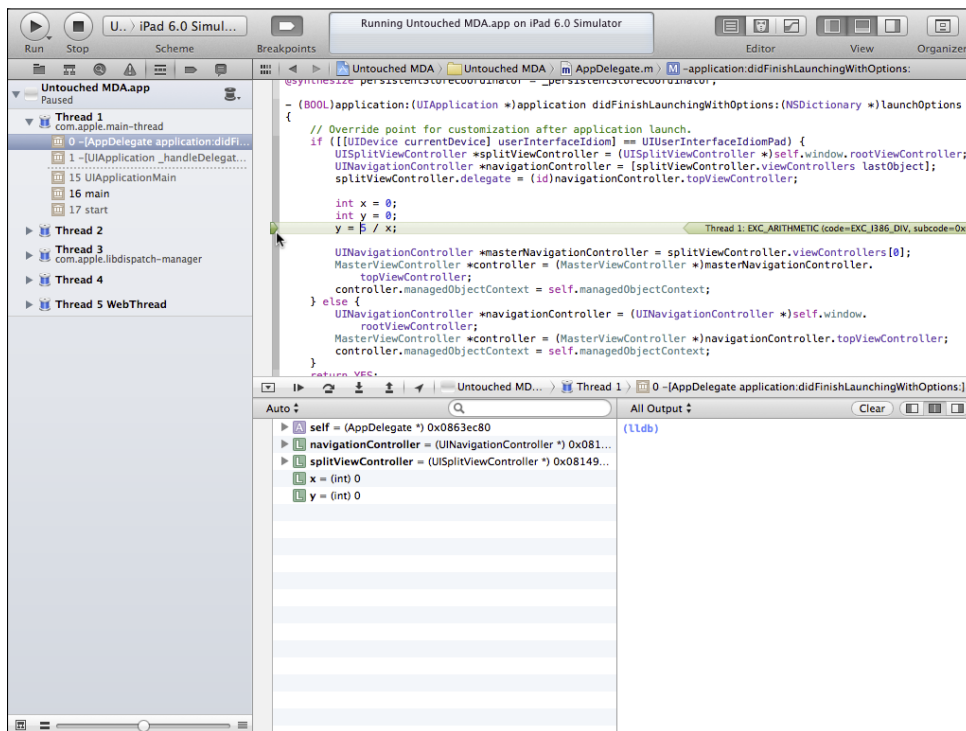 U... 〉 iPad 6.0 Simul...
Running Untouched MDA.app on iPad 6.0 Simulator
Run Stop Scheme Breakpoints Editor View Organizer
Untouched MDA.app
Paused
Thread 1
com.apple.main-thread
0 -[AppDelegate application:didFi...
1 -[UIApplication _handleDelegat...
15 UIApplicationMain
16 main
17 start
Thread 2
Thread 3
com.apple.libdispatch-manager
Thread 4
Thread 5 WebThread
Untouched MDA 〉 Untouched MDA 〉 m AppDelegate.m 〉 M -application:didFinishLaunchingWithOptions:
@synthesize persistentStoreCoordinator = _persistentStoreCoordinator;
- (BOOL)application:(UIApplication *)application didFinishLaunchingWithOptions:(NSDictionary *)launchOptions
{
// Override point for customization after application launch.
if ([[UIDevice currentDevice] userInterfaceIdiom] == UIUserInterfaceIdiomPad) {
UISplitViewController *splitViewController = (UISplitViewController *)self.window.rootViewController;
UINavigationController *navigationController = [splitViewController.viewControllers lastObject];
splitViewController.delegate = (id)navigationController.topViewController;
int x = 0;
int y = 0;
y = 5 / x;
Thread 1: EXC_ARITHMETIC (code=EXC_I386_DIV, subcode=0x
UINavigationController *masterNavigationController = splitViewController.viewControllers[0];
MasterViewController *controller = (MasterViewController *)masterNavigationController.
topViewController;
controller.managedObjectContext = self.managedObjectContext;
} else {
UINavigationController *navigationController = (UINavigationController *)self.window.
rootViewController;
MasterViewController *controller = (MasterViewController *)navigationController.topViewController;
controller.managedObjectContext = self.managedObjectContext;
}
return YES;
Untouched MD... 〉 Thread 1 〉 0 -[AppDelegate application:didFinishLaunchingWithOptions:]
Auto
All Output
Clear
A self = (AppDelegate *) 0x0863ec80
L navigationController = (UINavigationController *) 0x081...
L splitViewController = (UISplitViewController *) 0x08149...
L x = (int) 0
L y = (int) 0
(lldb)